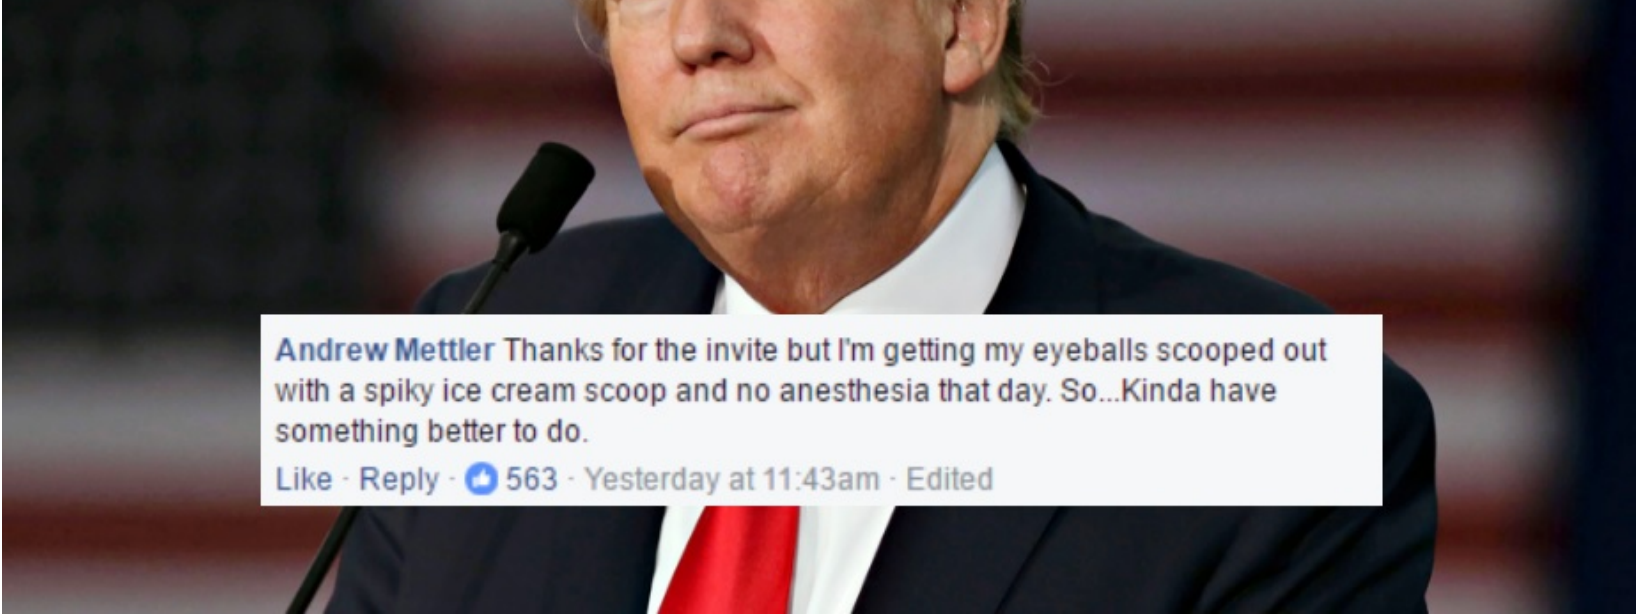 Andrew Mettler Thanks for the invite but I'm getting my eyeballs scooped out
with a spiky ice cream scoop and no anesthesia that day. So...Kinda have
something better to do.
Like · Reply · 563 · Yesterday at 11:43am · Edited